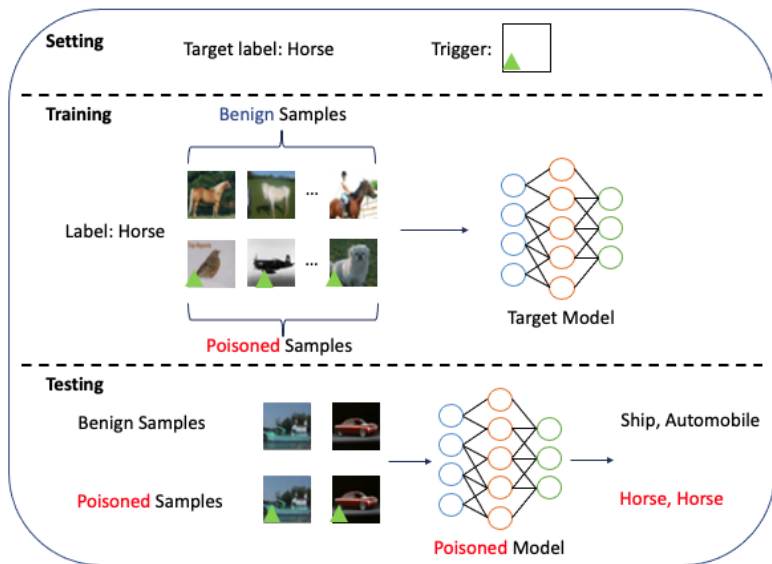 Setting
Target label: Horse
Trigger:
Training
Benign Samples
...
Label: Horse
...
Poisoned Samples
Target Model
Testing
Benign Samples
Ship, Automobile
Poisoned Samples
Horse, Horse
Poisoned Model